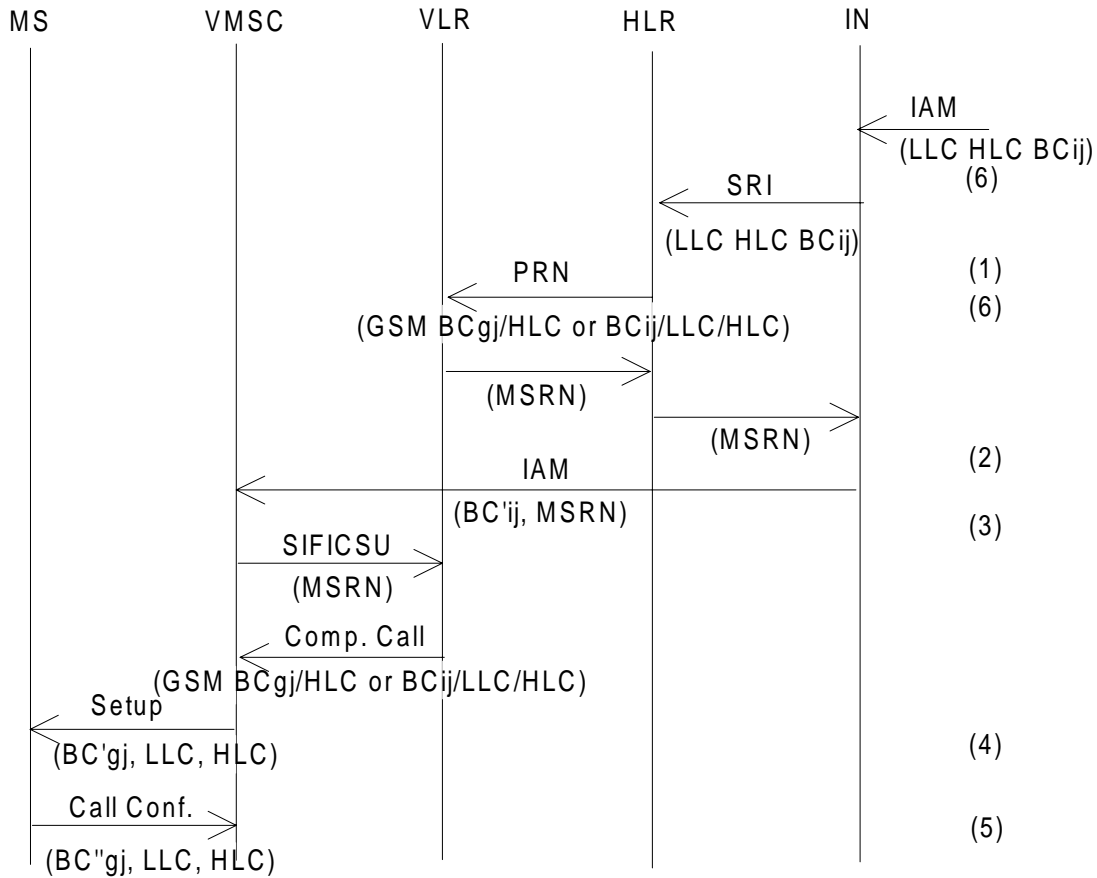 MS VMSC VLR HLR IN
IAM
(LLC HLC BCij)
(6)
SRI
(LLC HLC BCij)
(1)
PRN
(6)
(GSM BCgj/HLC or BCij/LLC/HLC)
(MSRN)
(MSRN)
(2)
IAM
(BC'ij, MSRN)
(3)
SIFICSU
(MSRN)
Comp. Call
(GSM BCgj/HLC or BCij/LLC/HLC)
Setup
(BC'gj, LLC, HLC)
(4)
Call Conf.
(5)
(BC"gj, LLC, HLC)